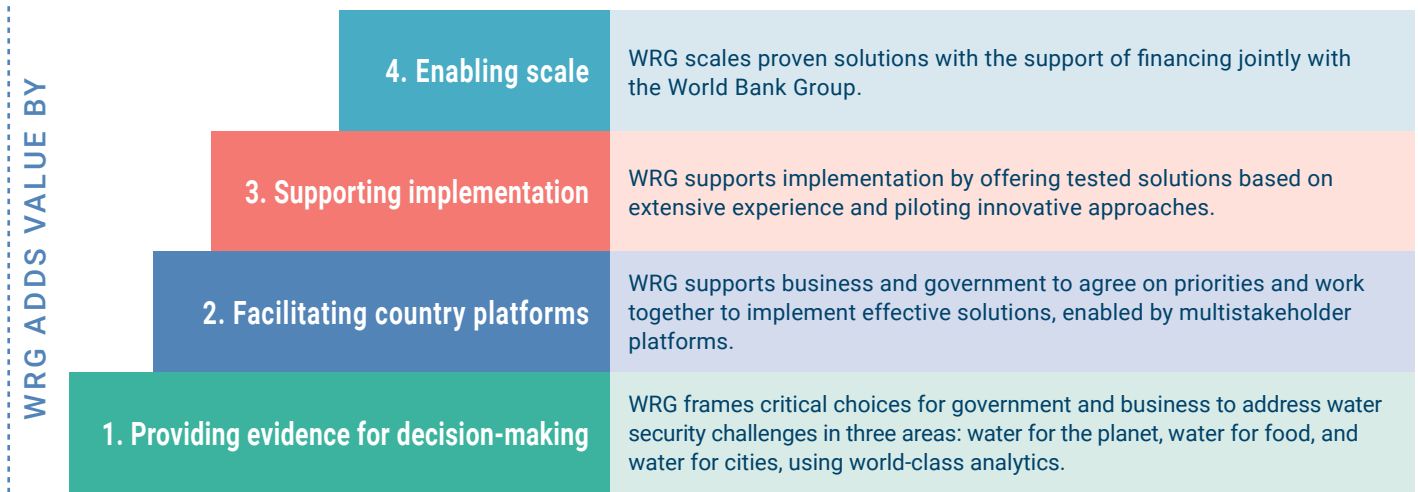 WRG ADDS VALUE BY
4. Enabling scale
WRG scales proven solutions with the support of financing jointly with
the World Bank Group.
3. Supporting implementation
WRG supports implementation by offering tested solutions based on
extensive experience and piloting innovative approaches.
2. Facilitating country platforms
WRG supports business and government to agree on priorities and work
together to implement effective solutions, enabled by multistakeholder
platforms.
1. Providing evidence for decision-making
WRG frames critical choices for government and business to address water
security challenges in three areas: water for the planet, water for food, and
water for cities, using world-class analytics.